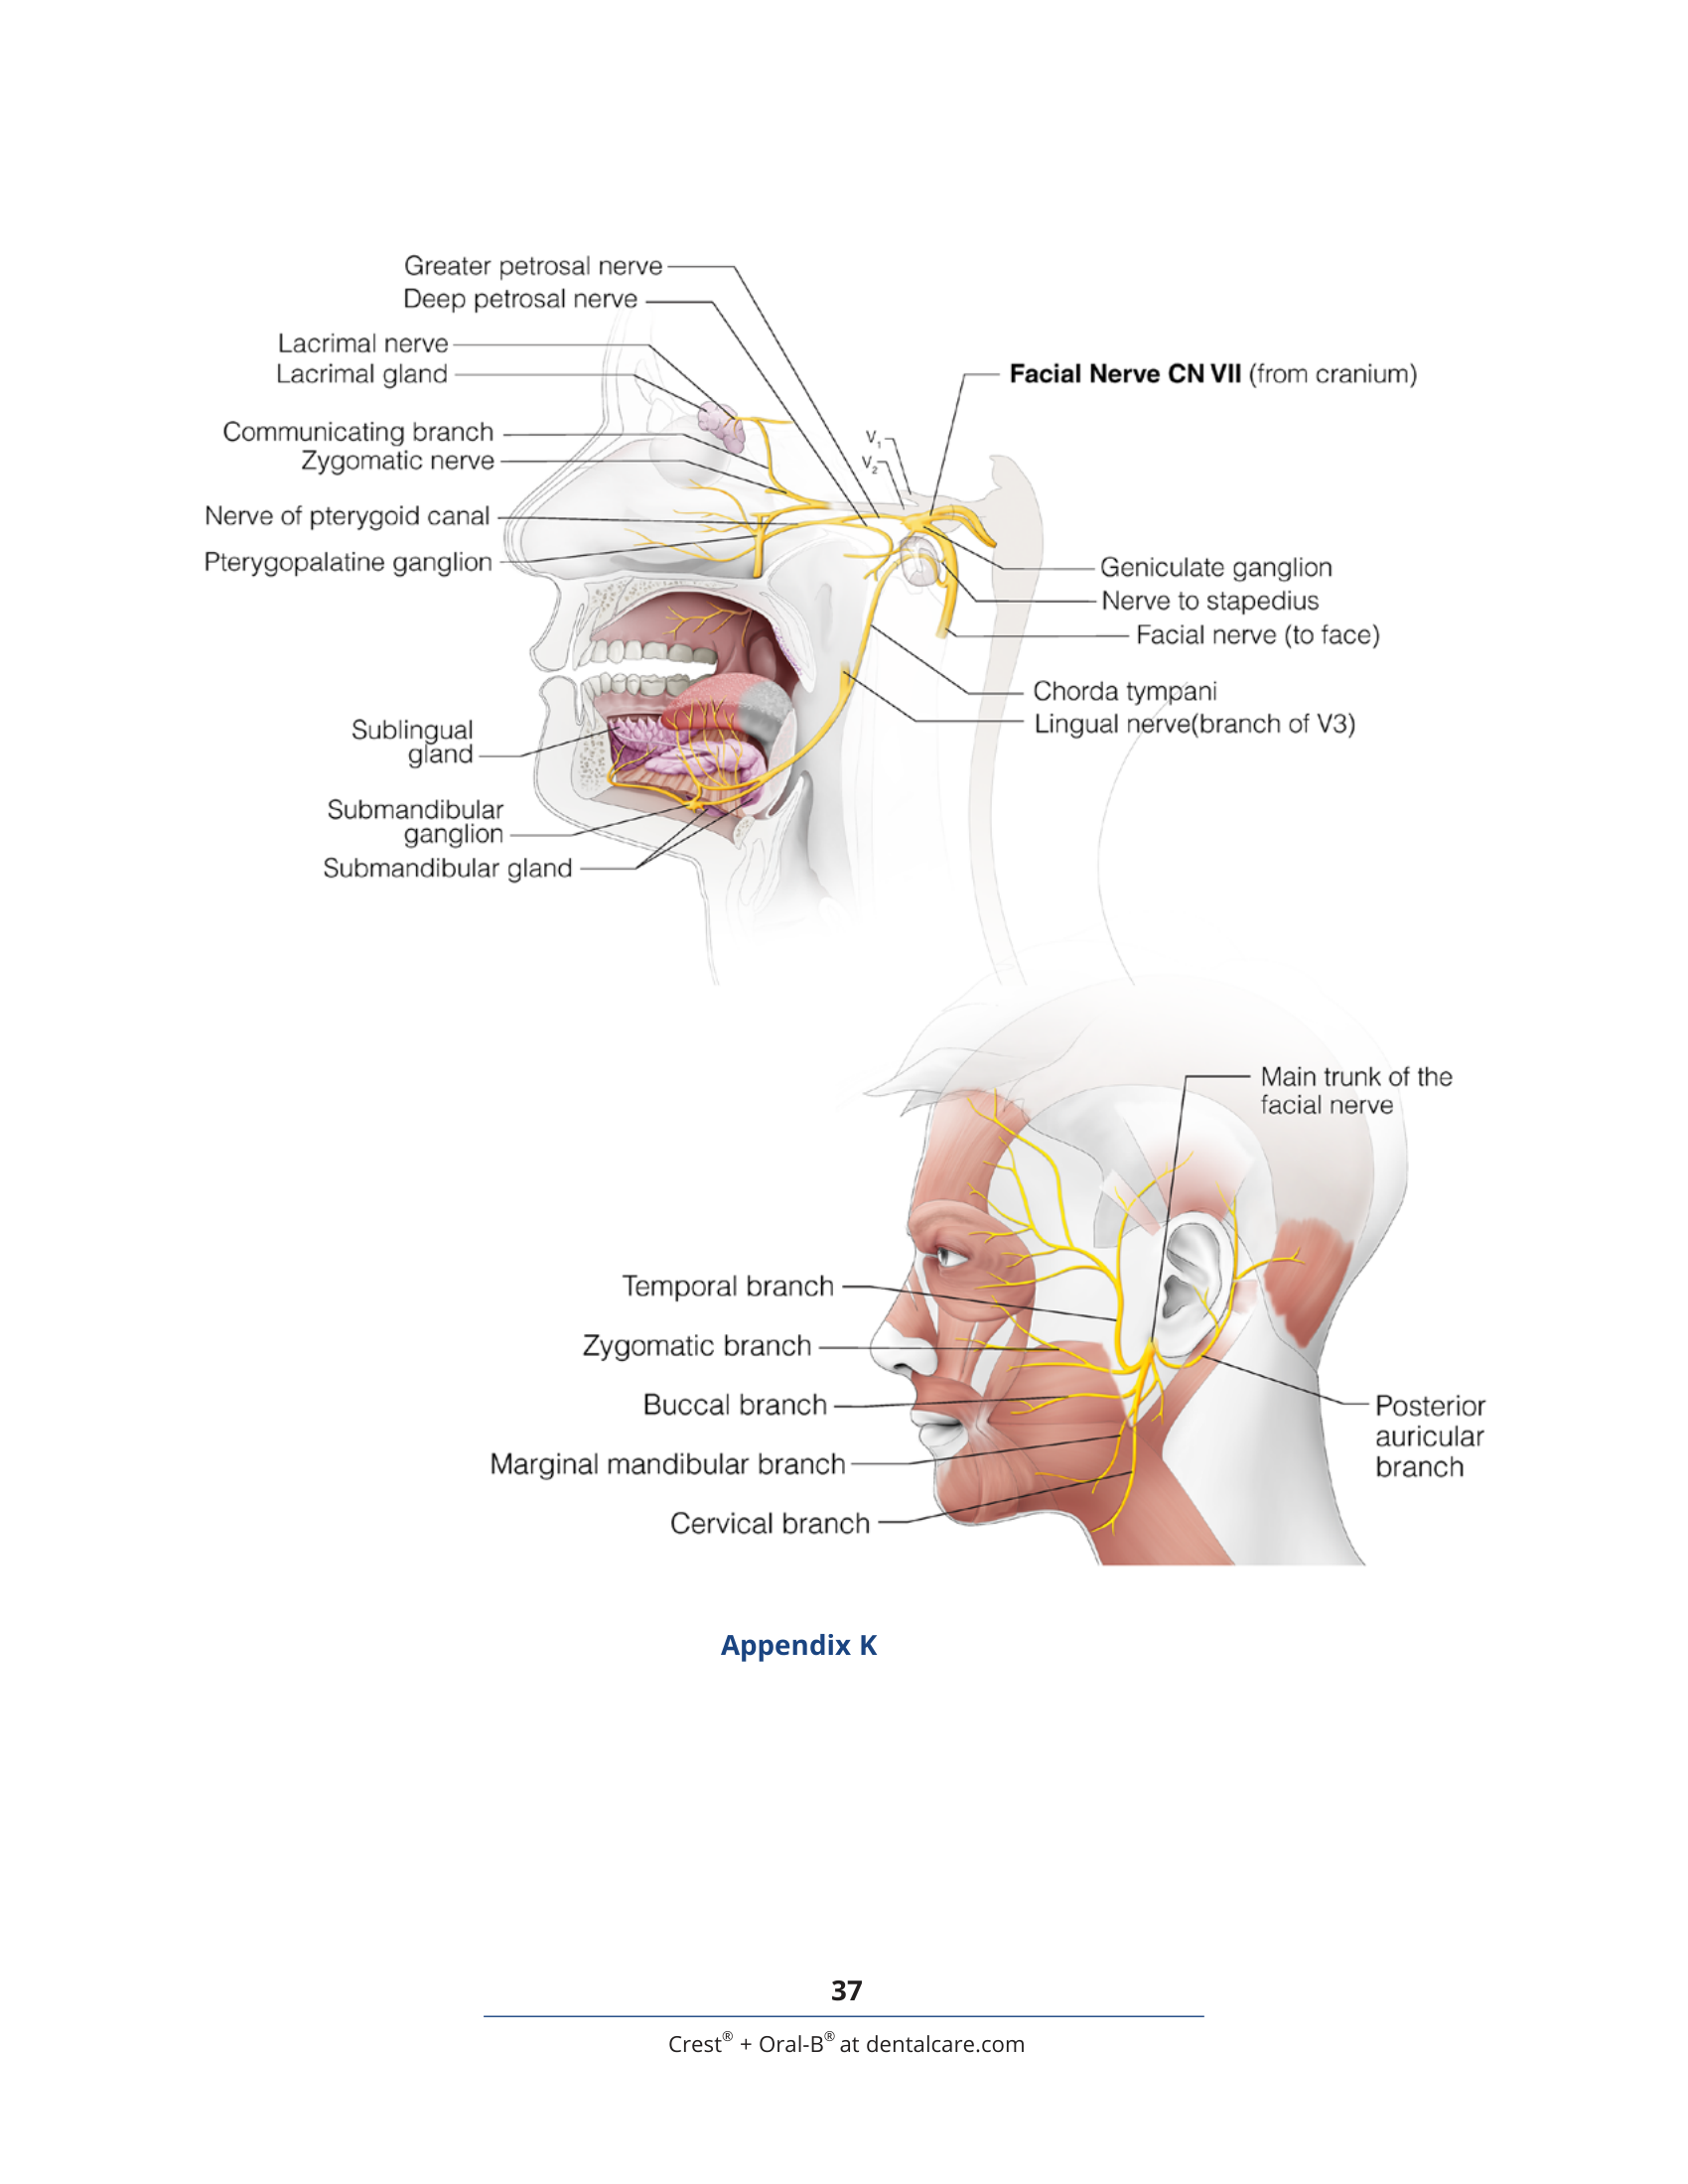 Greater petrosal nerve
Deep petrosal nerve
Lacrimal nerve
Lacrimal gland
Communicating branch
Zygomatic nerve
Nerve of pterygoid canal
Pterygopalatine ganglion
Sublingual
gland
Submandibular
ganglion
Submandibular gland
V1
V2
Facial Nerve CN VII (from cranium)
Geniculate ganglion
Nerve to stapedius
Facial nerve (to face)
Chorda tympani
Lingual nerve(branch of V3)
Main trunk of the
facial nerve
Temporal branch
Zygomatic branch
Buccal branch
Marginal mandibular branch
Cervical branch
Posterior
auricular
branch
Appendix K
37
Crest® + Oral-B® at dentalcare.com